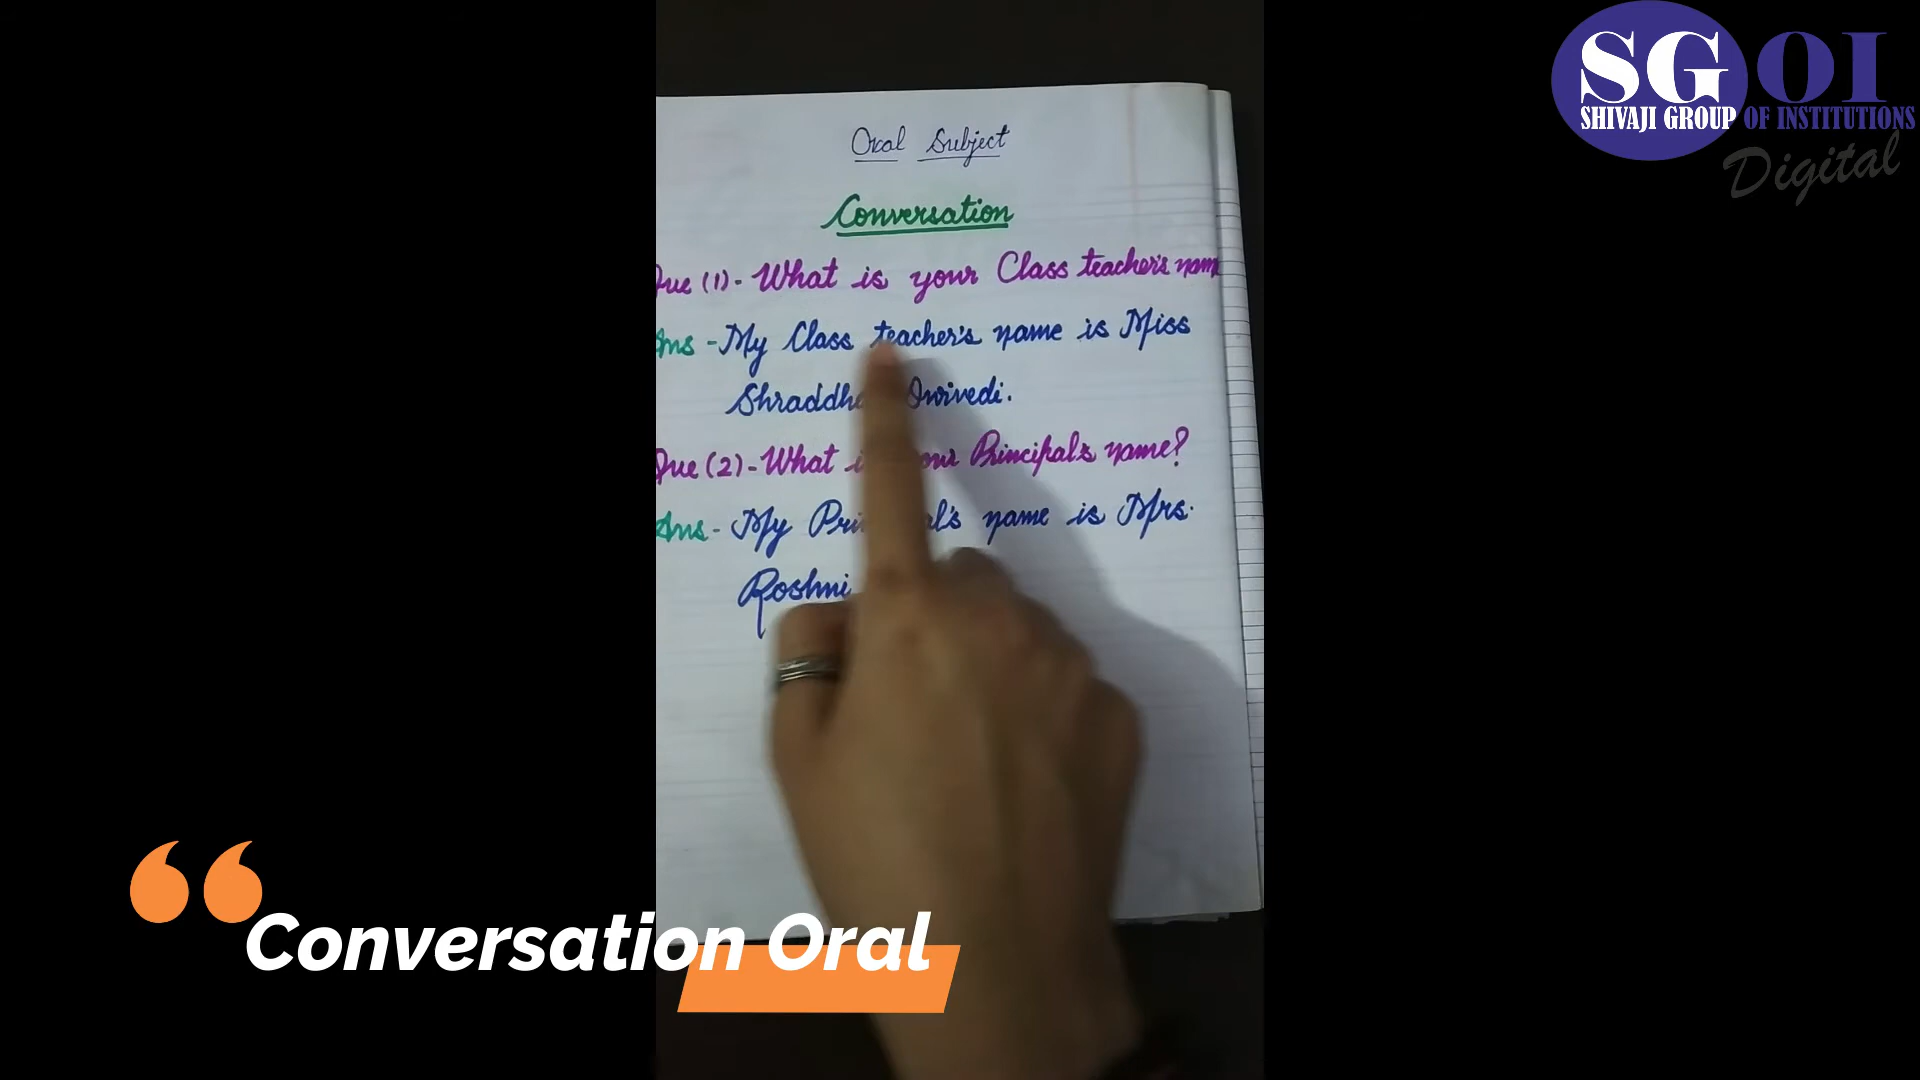 SGOI
SHIVAJI GROUP OF INSTITUTIONS
Digital
Oral Subject
Conversation
Que (1)- What is your Class teacher's name
Ans - My Class teacher's name is Miss
Shraddha Dwivedi.
Que (2)- What is your Principal's name?
Ans - My Principal's name is Mrs.
Roshni
Conversation Oral